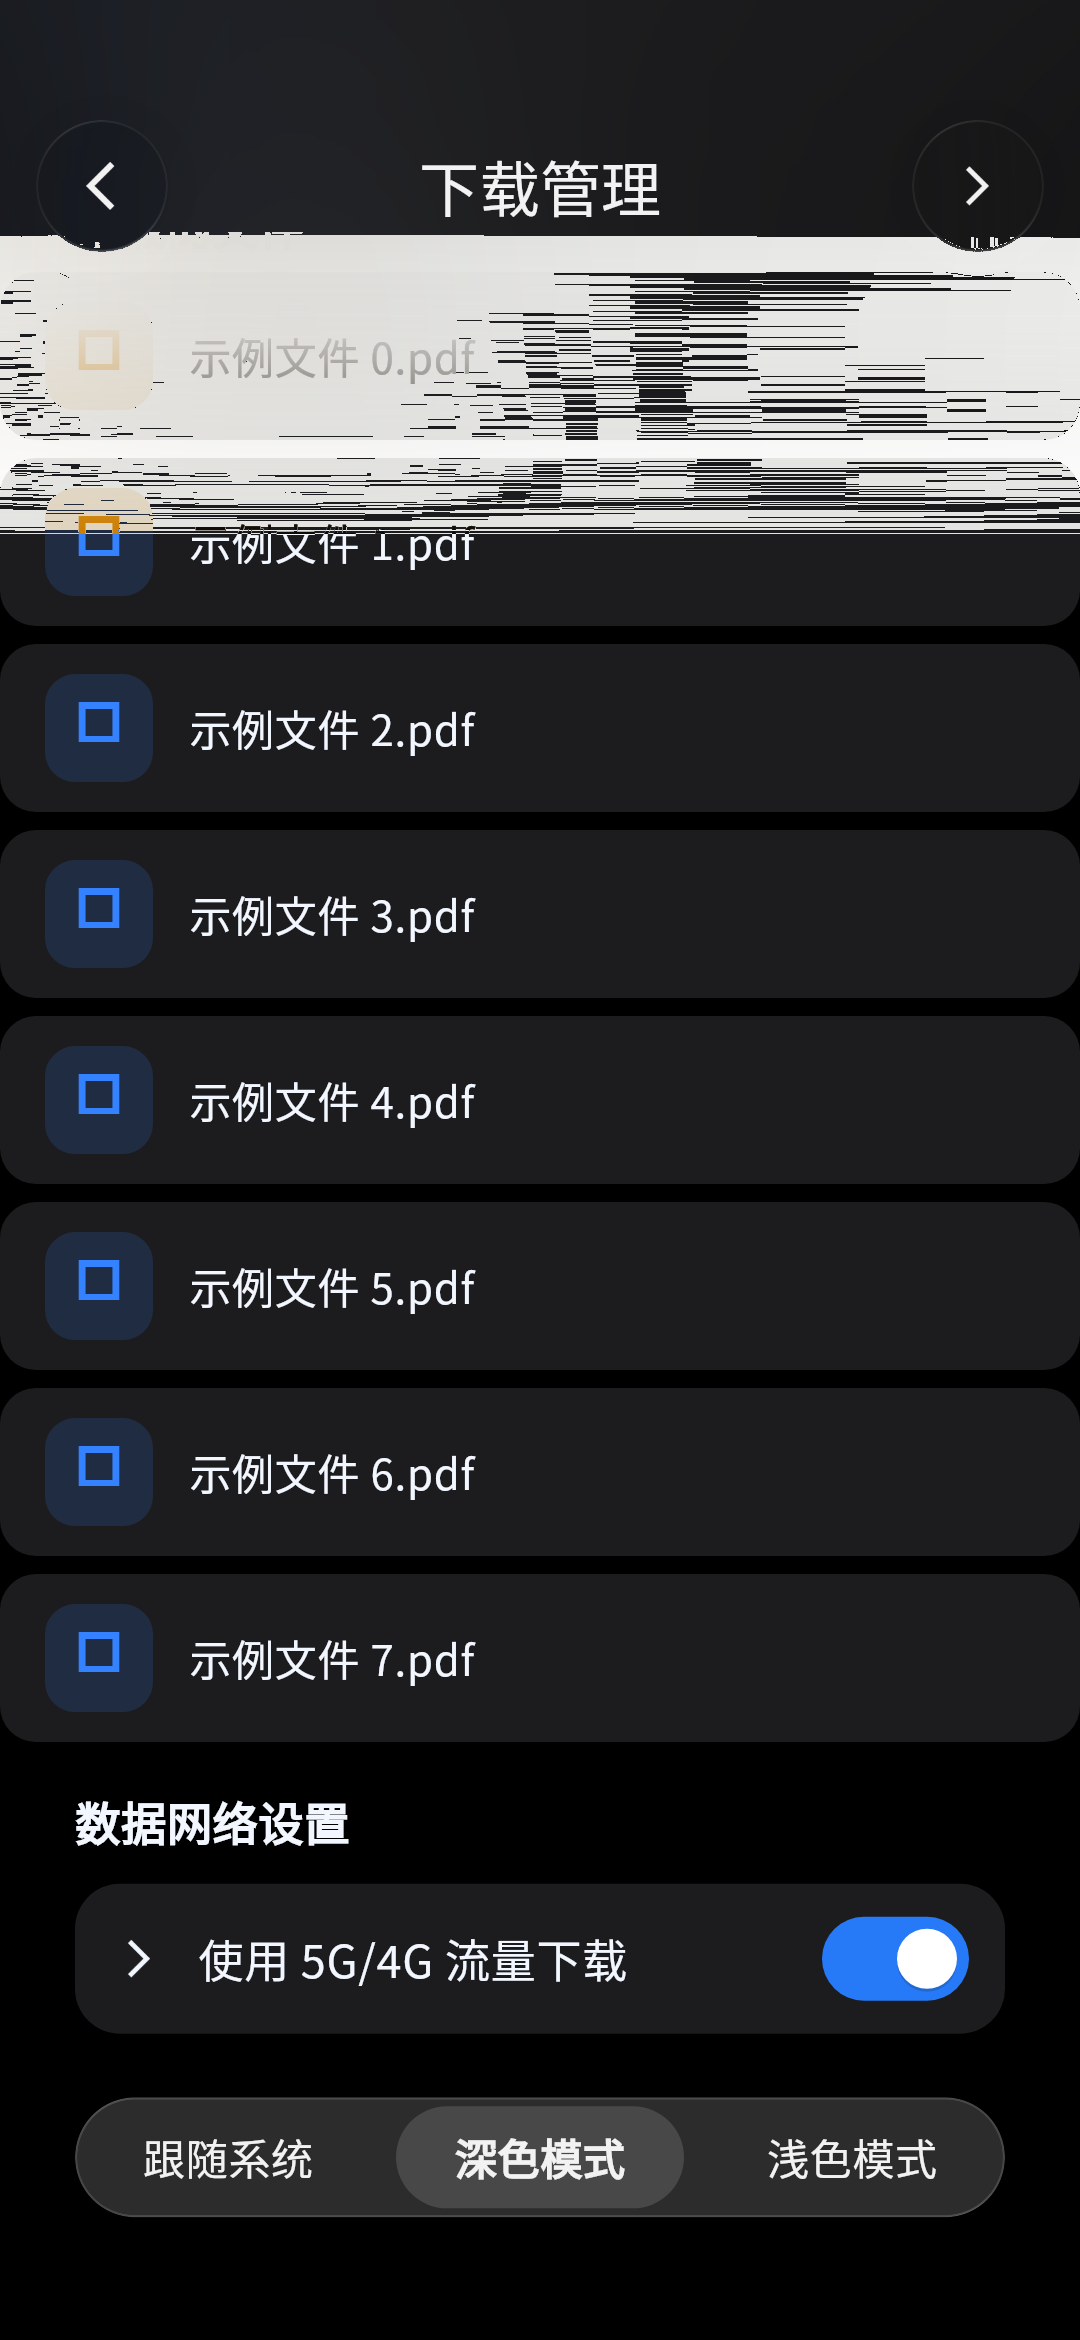 下载管理
示例文件 0.pdf
示例文件 1.pdf
示例文件 2.pdf
示例文件 3.pdf
示例文件 4.pdf
示例文件 5.pdf
示例文件 6.pdf
示例文件 7.pdf
数据网络设置
使用 5G/4G 流量下载
跟随系统 深色模式 浅色模式